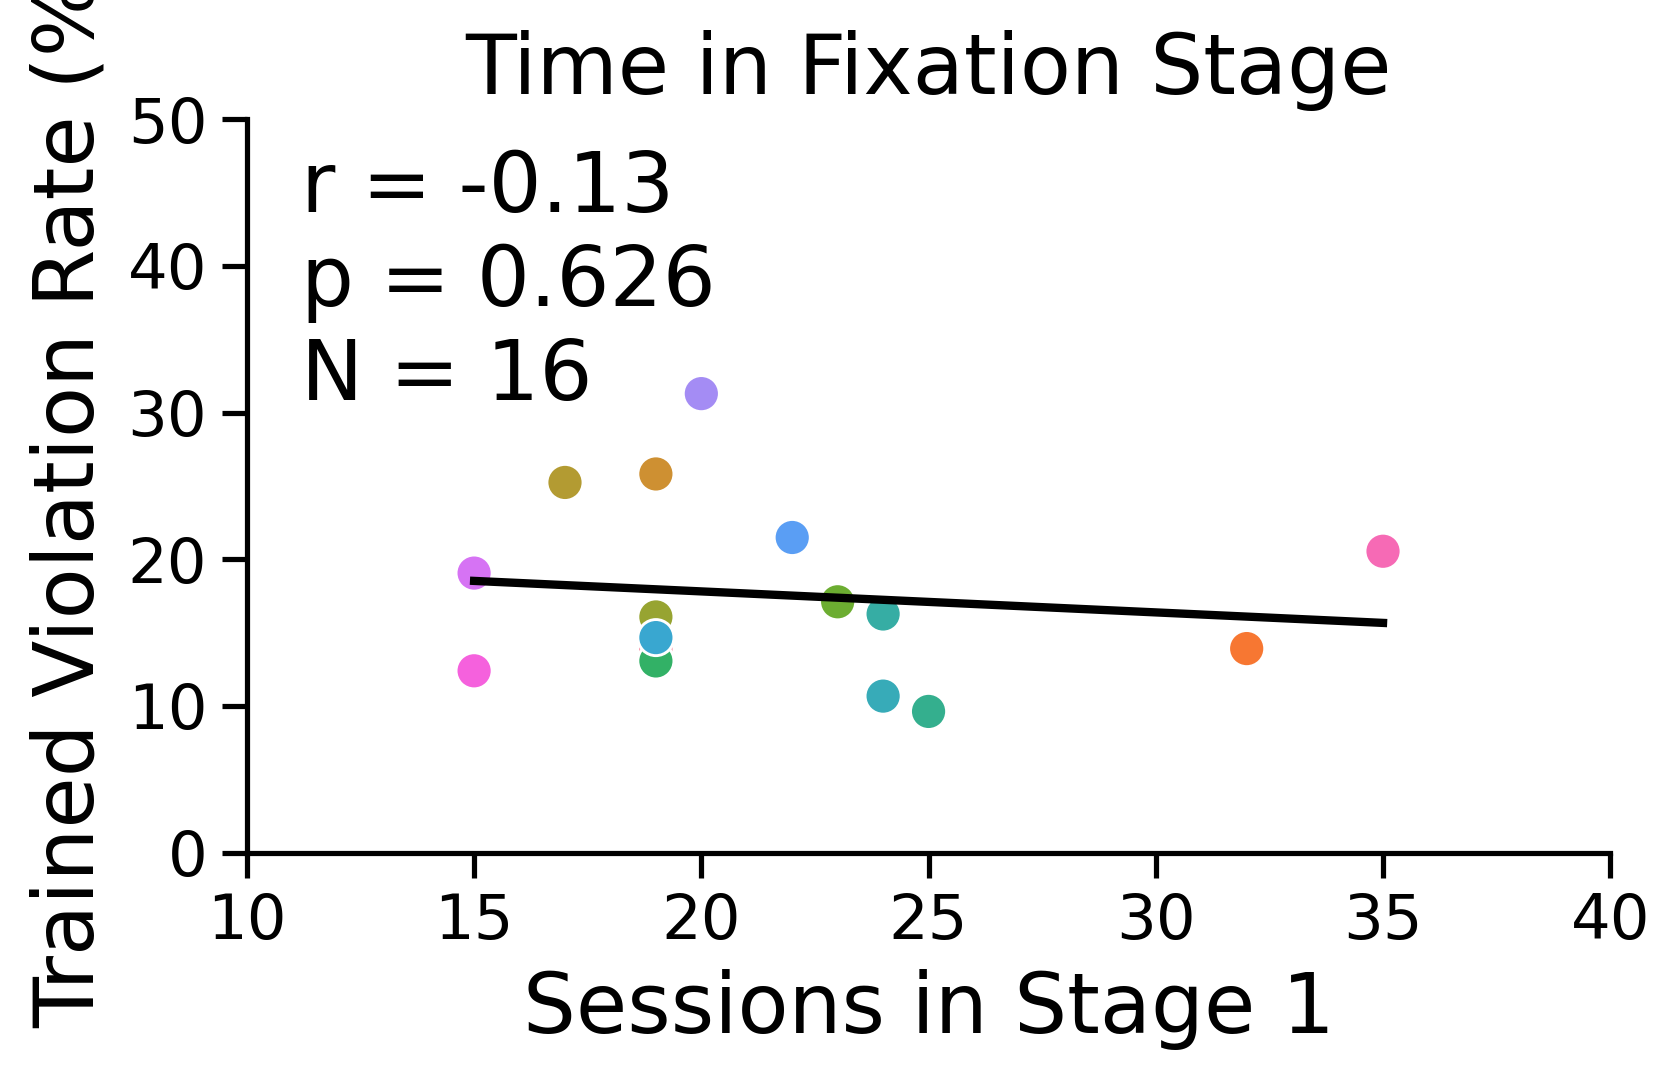 Time in Fixation Stage
Trained Violation Rate (%
50
40
30
20
10
0
r = -0.13
p = 0.626
N = 16
10 15 20 25 30 35 40
Sessions in Stage 1